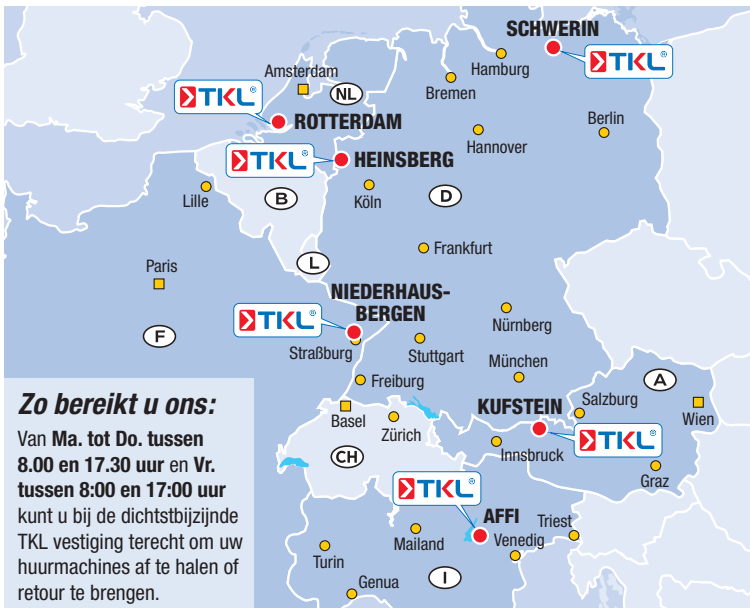 SCHWERIN
TKL®
Hamburg
Amsterdam
NL
Bremen
TKL®
ROTTERDAM
Berlin
Hannover
TKL®
HEINSBERG
Lille
B
Köln
D
Frankfurt
L
Paris
NIEDERHAUS-
BERGEN
TKL®
Nürnberg
F
Straßburg
Stuttgart
München
Freiburg
A
Salzburg
KUFSTEIN
Wien
Basel
Zürich
TKL®
Innsbruck
CH
Graz
TKL®
AFFI
Triest
Mailand
Venedig
Turin
I
Genua
Zo bereikt u ons:
Van Ma. tot Do. tussen
8.00 en 17.30 uur en Vr.
tussen 8:00 en 17:00 uur
kunt u bij de dichtstbijzijnde
TKL vestiging terecht om uw
huurmachines af te halen of
retour te brengen.